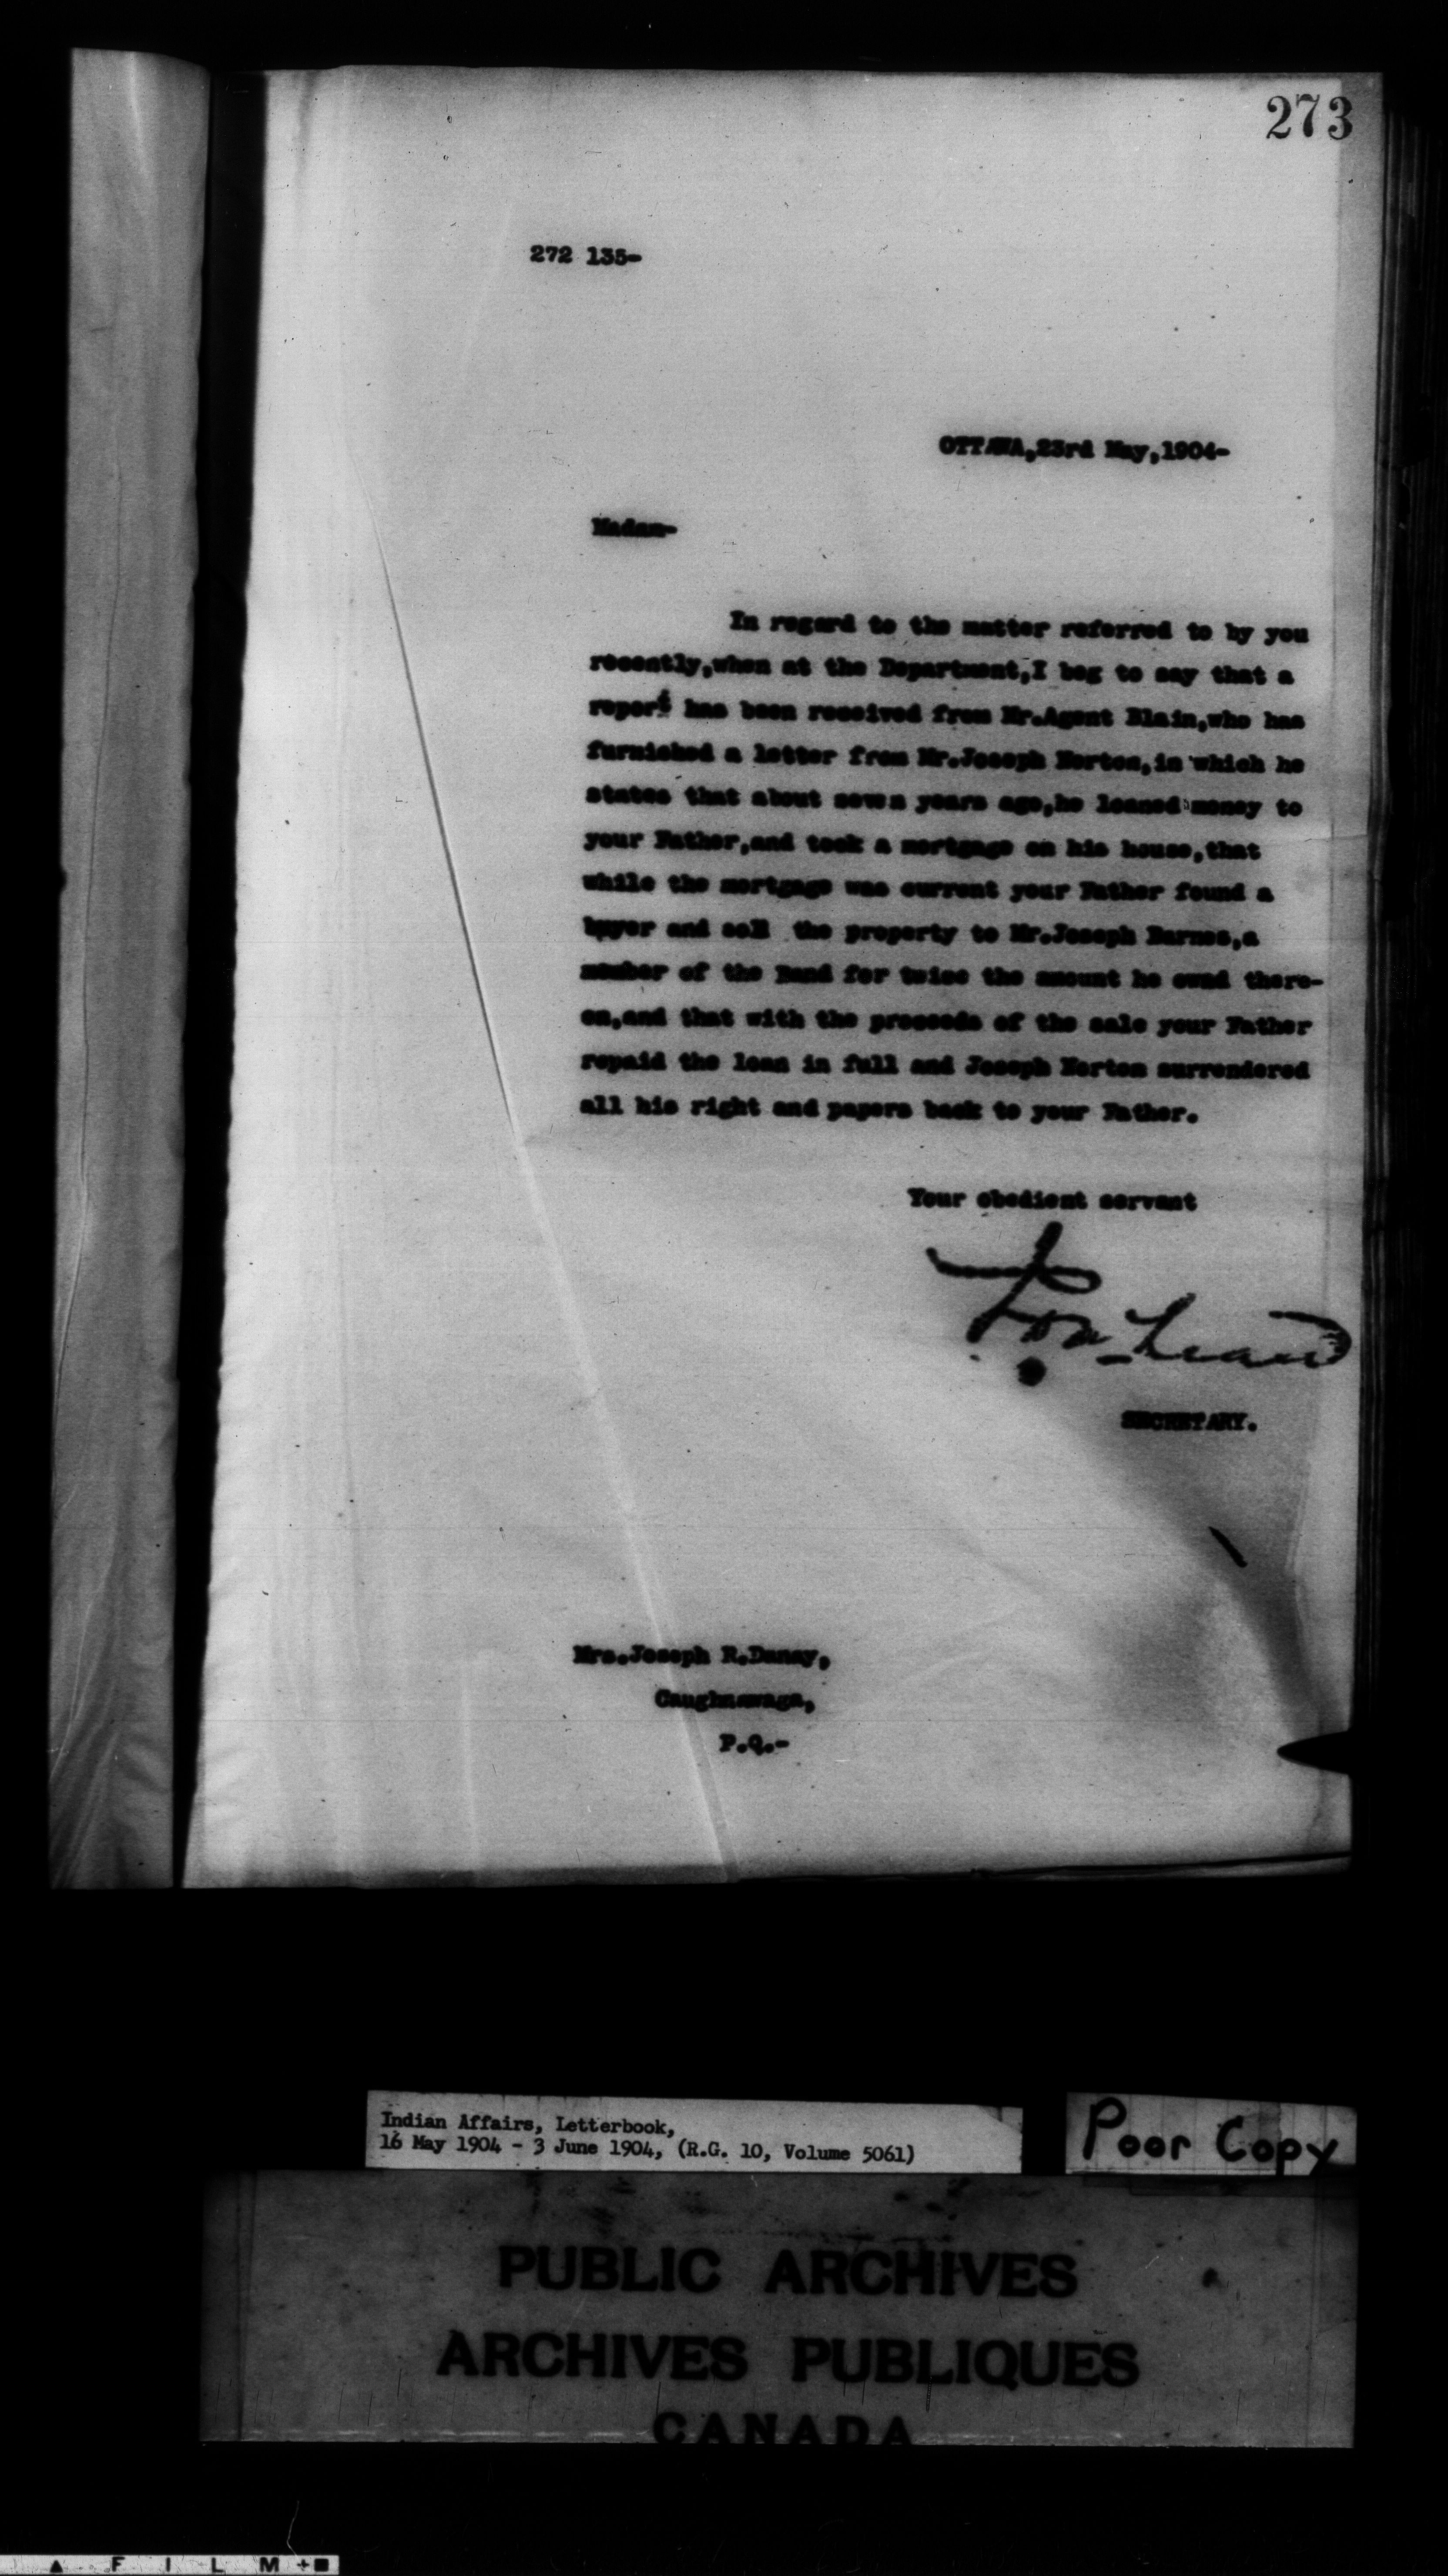 273
272 135-
OTTAWA,23rd May,1904-
Madam-
In regard to the matter referred to by you
recently,when at the Department,I beg to say that a
report has been received from Mr.Agent Blain,who has
furnished a letter from Mr.Joseph Norton,in which he
states that about seven years ago,he loaned money to
your Father,and took a mortgage on his house,that
while the mortgage was current your Father found a
buyer and sold the property to Mr.Joseph Barnes,a
member of the Band for twice the amount he owed there-
on,and that with the proceeds of the sale your Father
repaid the loan in full and Joseph Norton surrendered
all his right and papers back to your Father.
Your obedient servant
SECRETARY.
Mrs.Joseph R.Danay,
Caughnawaga,
P.Q.-
Indian Affairs, Letterbook,
16 May 1904 - 3 June 1904, (R.G. 10, Volume 5061)
Poor Copy
PUBLIC ARCHIVES
ARCHIVES PUBLIQUES
CANADA
F I L M